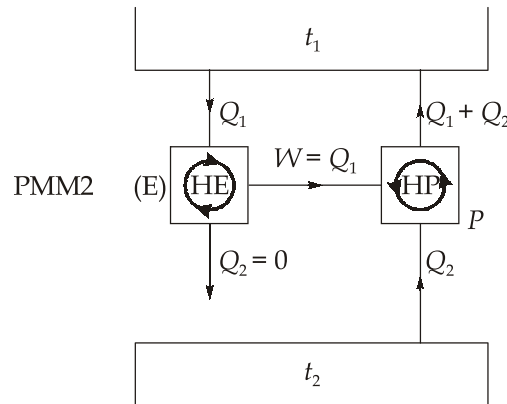 t₁
Q₁
Q₁ + Q₂
W = Q₁
PMM2 (E) HE
HP
P
Q₂ = 0
Q₂
t₂